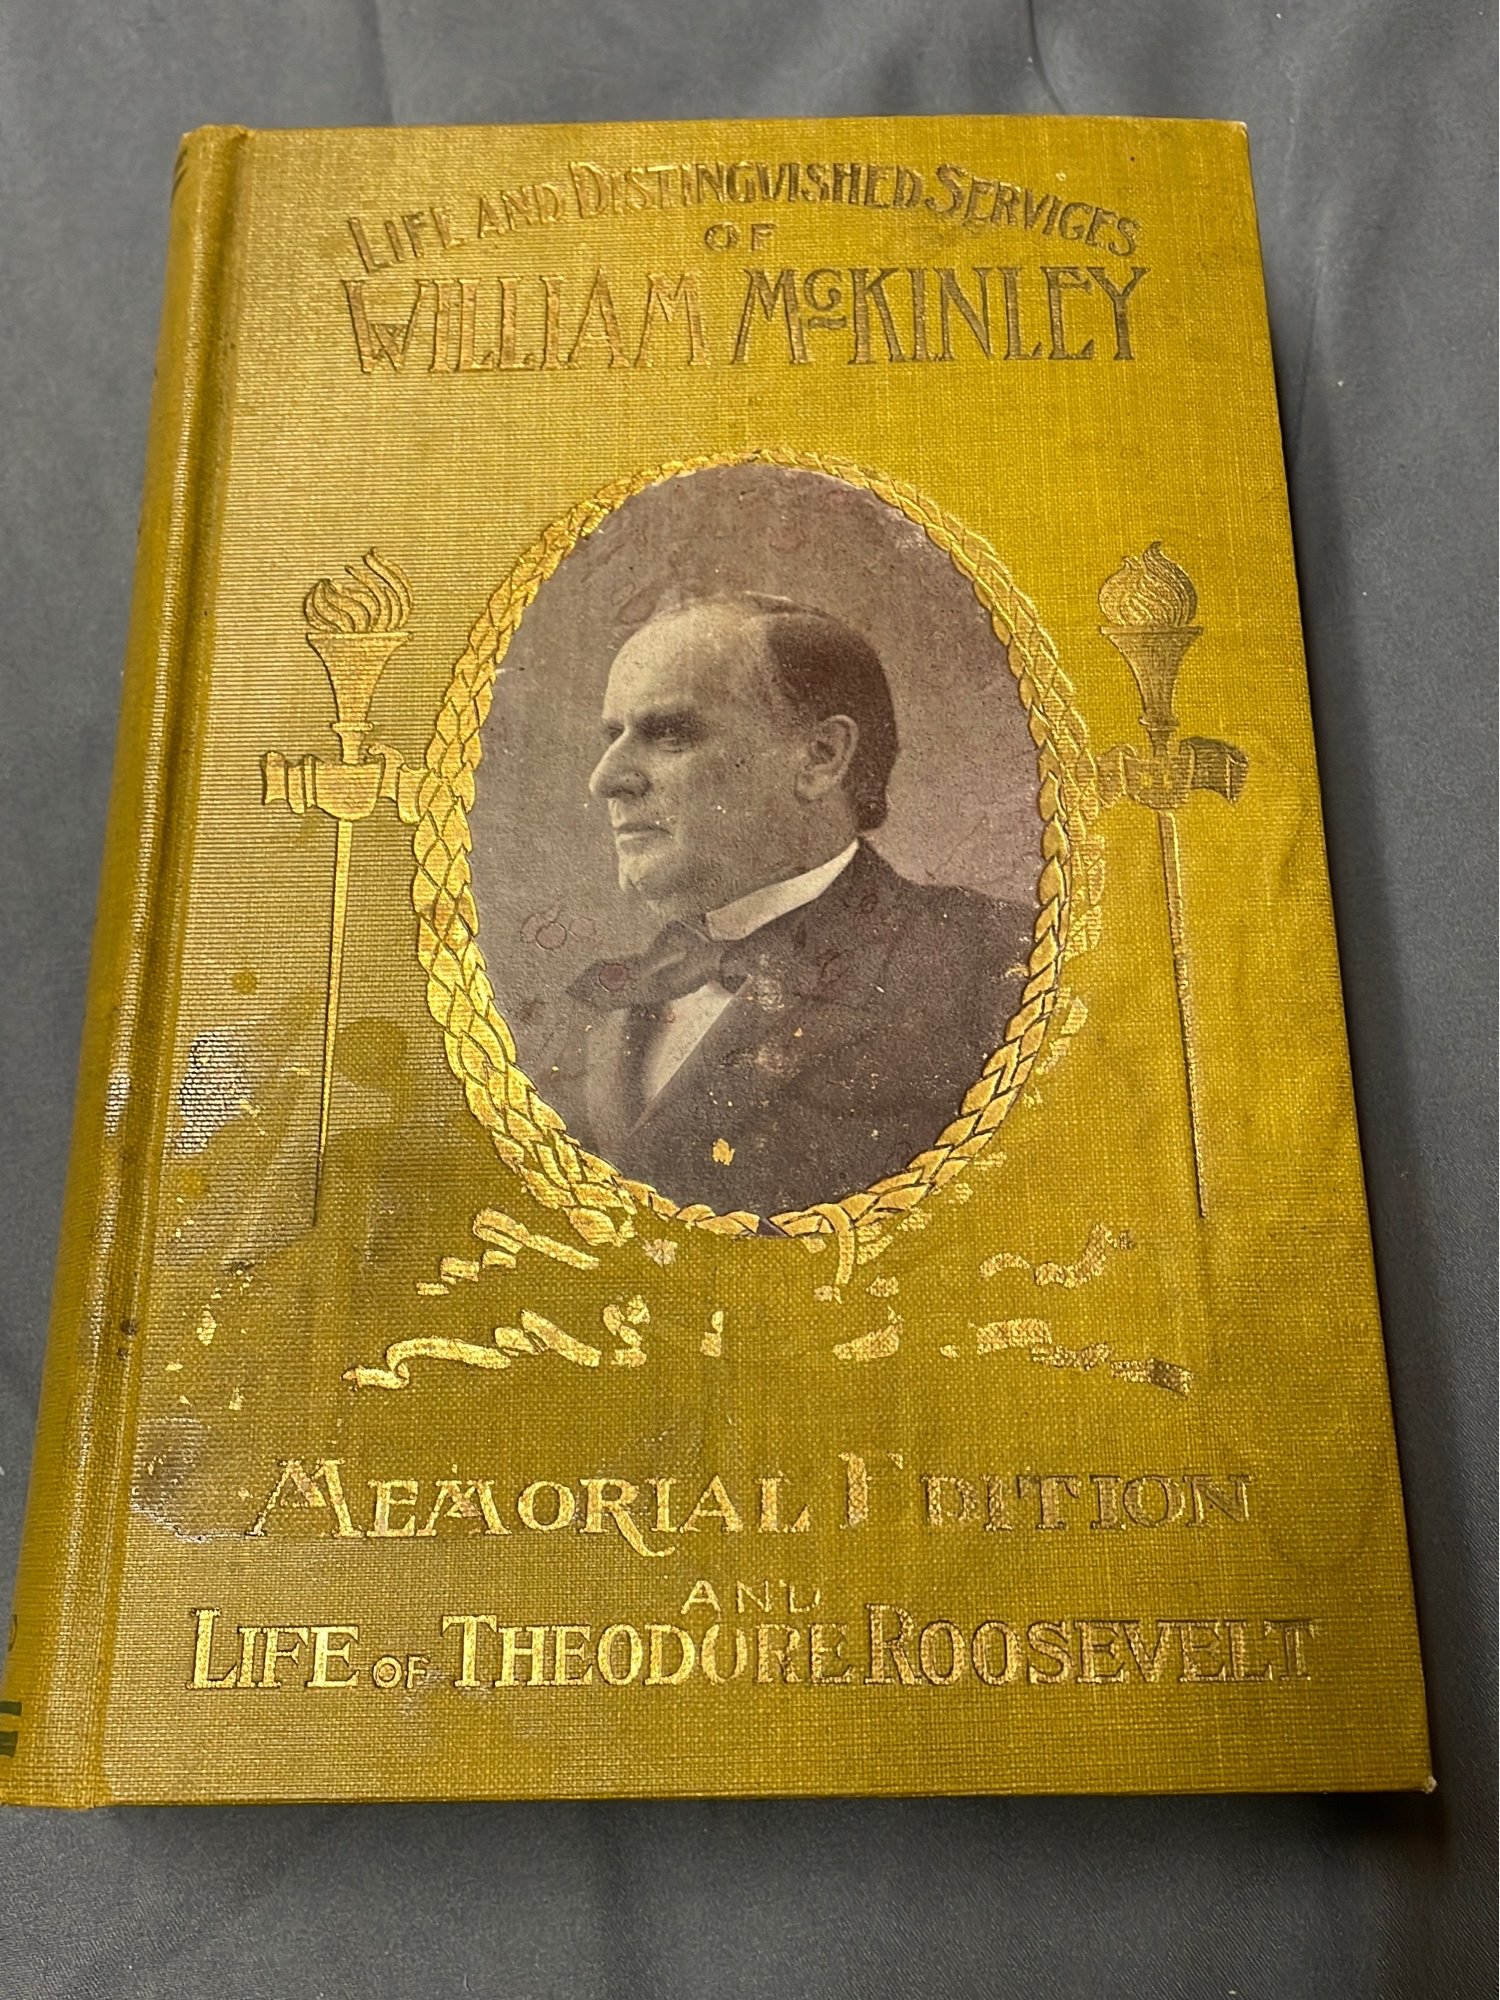 LIFE AND DISTINGUISHED SERVICES
OF
WILLIAM McKINLEY
MEMORIAL EDITION
AND
LIFE OF THEODORE ROOSEVELT